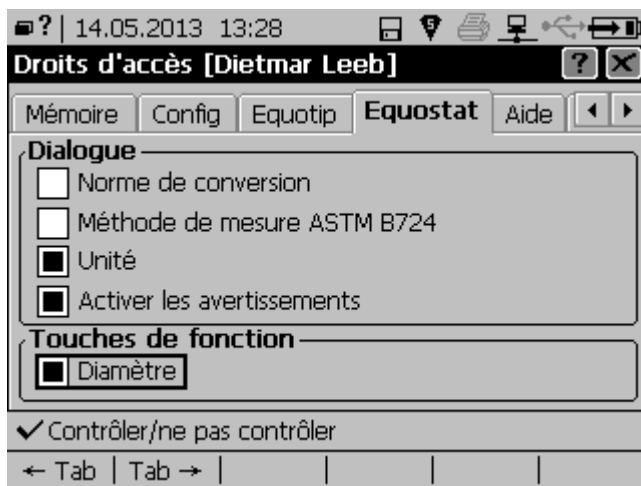 ? | 14.05.2013 13:28
Droits d'accès [Dietmar Leeb] ? X
Mémoire Config Equotip Equostat Aide
Dialogue
Norme de conversion
Méthode de mesure ASTM B724
Unité
Activer les avertissements
Touches de fonction
Diamètre
Contrôler/ne pas contrôler
← Tab | Tab →